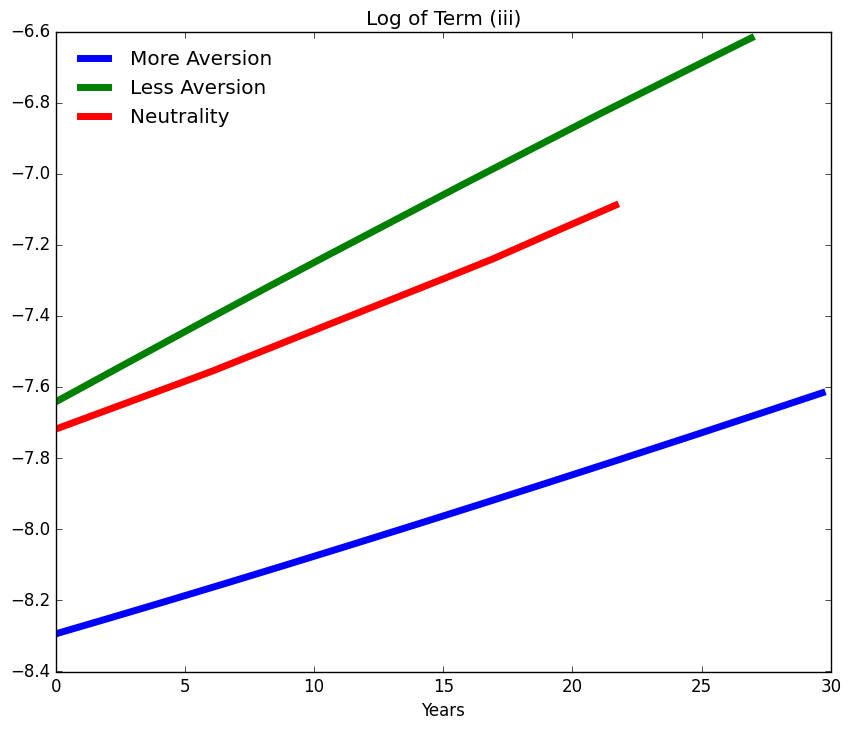 Log of Term (iii)
−6.6
−6.8
−7.0
−7.2
−7.4
−7.6
−7.8
−8.0
−8.2
−8.4
More Aversion
Less Aversion
Neutrality
0 5 10 15 20 25 30
Years